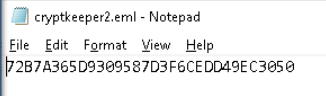 cryptkeeper2.eml - Notepad
File Edit Format View Help
72B7A365D9309587D3F6CEDD49EC3050